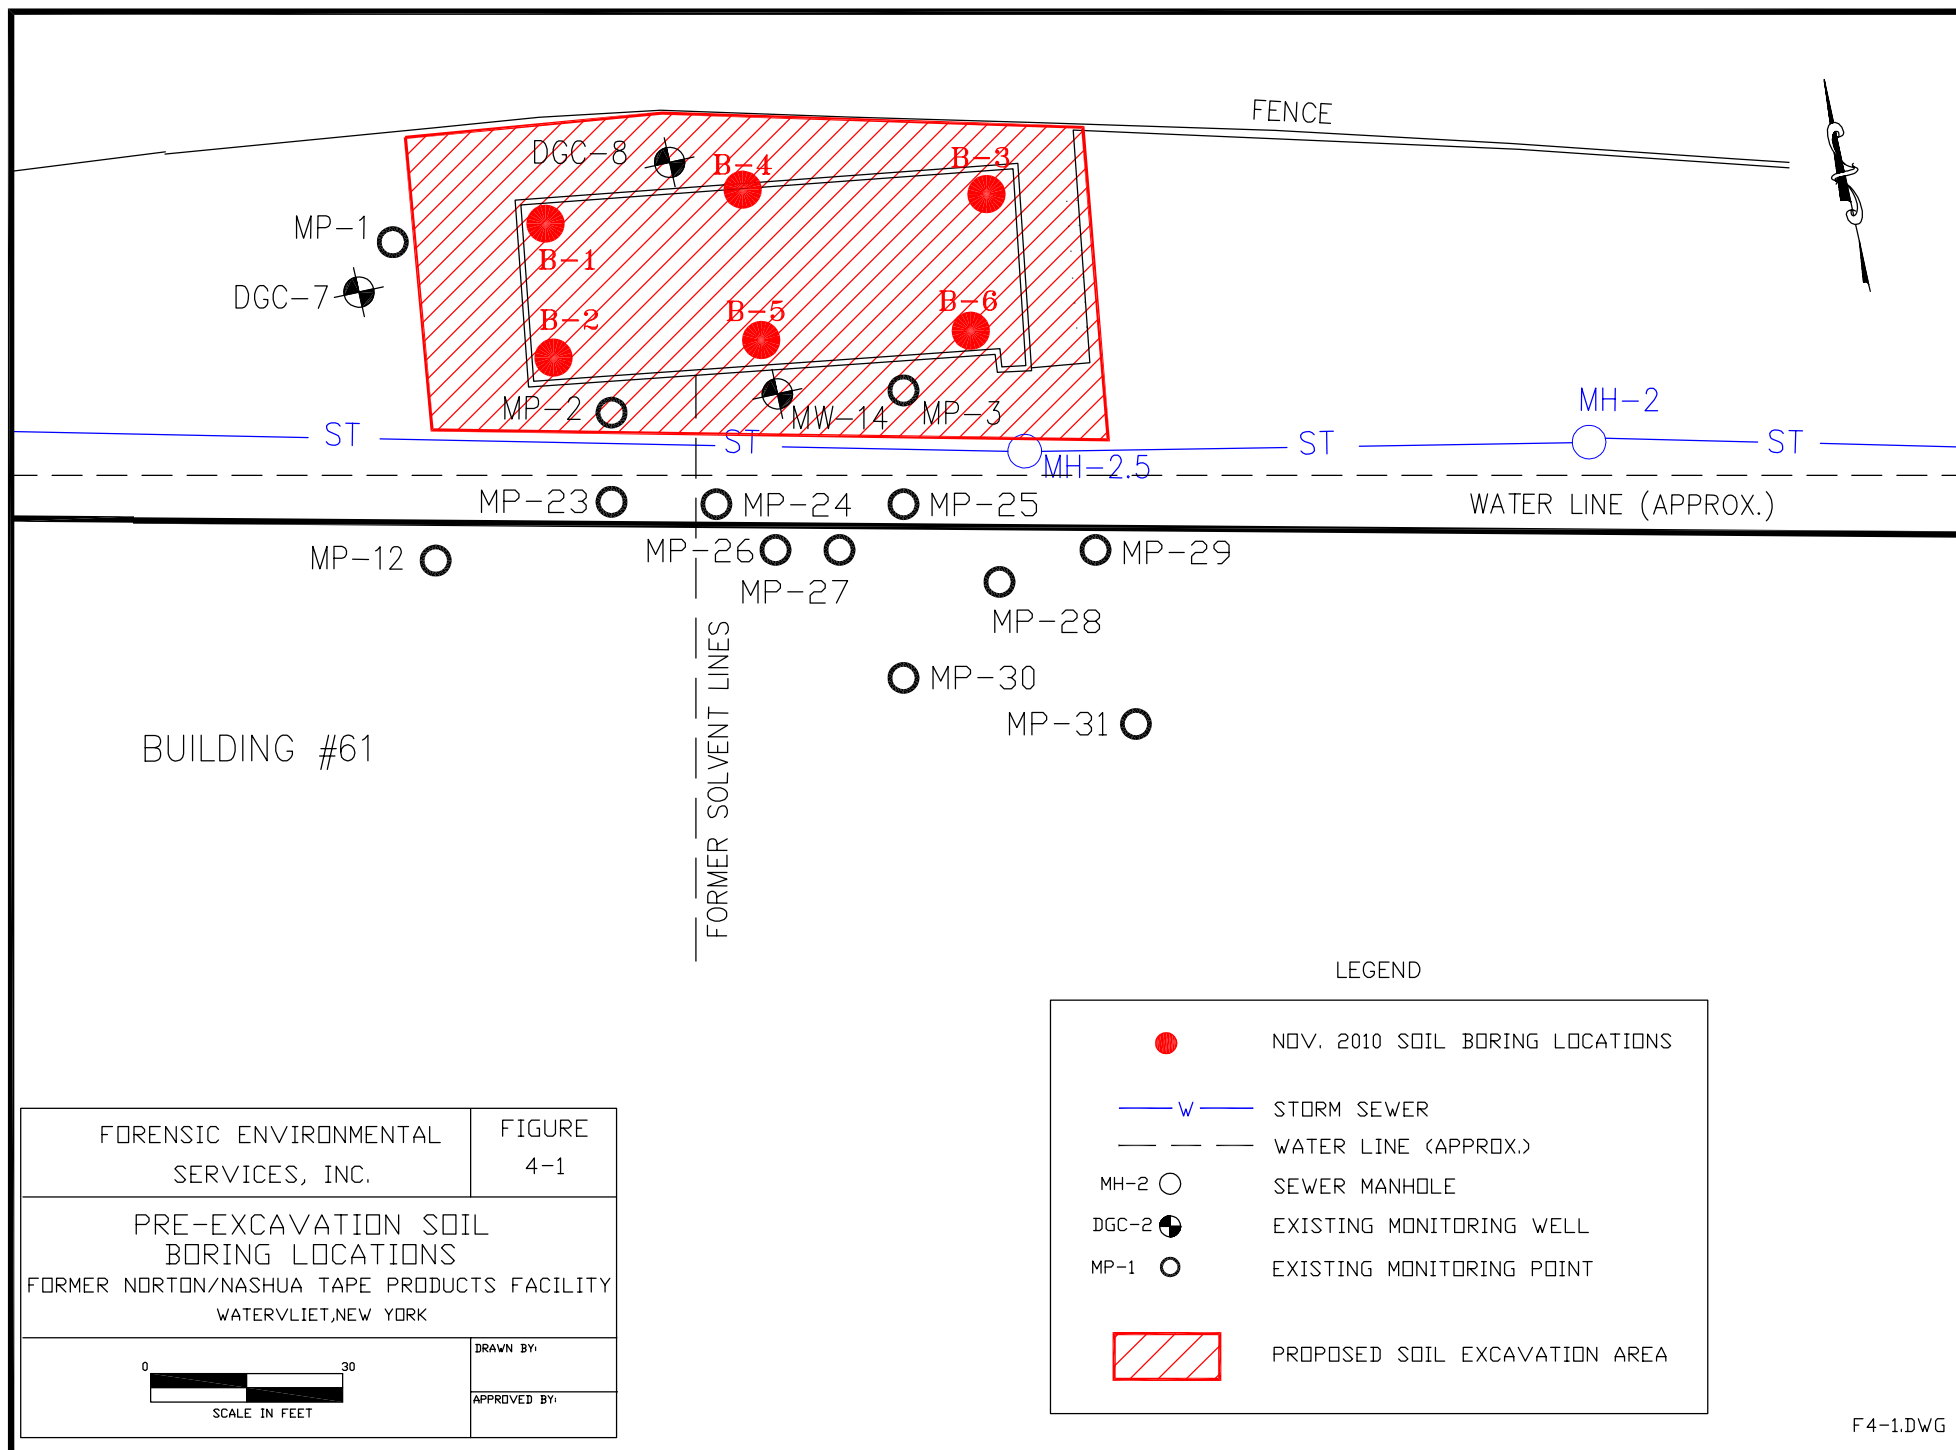 FENCE
DGC-8
B-4
B-3
MP-1
B-1
DGC-7
B-2
B-5
B-6
MP-2
MW-14
MP-3
MH-2
ST
ST
ST
ST
MH-2.5
MP-23
MP-24
MP-25
WATER LINE (APPROX.)
MP-12
MP-26
MP-29
MP-27
MP-28
FORMER SOLVENT LINES
MP-30
MP-31
BUILDING #61
LEGEND
NOV. 2010 SOIL BORING LOCATIONS
W STORM SEWER
WATER LINE (APPROX.)
MH-2 SEWER MANHOLE
DGC-2 EXISTING MONITORING WELL
MP-1 EXISTING MONITORING POINT
PROPOSED SOIL EXCAVATION AREA
FORENSIC ENVIRONMENTAL
SERVICES, INC.
FIGURE
4-1
PRE-EXCAVATION SOIL
BORING LOCATIONS
FORMER NORTON/NASHUA TAPE PRODUCTS FACILITY
WATERVLIET,NEW YORK
0 30
SCALE IN FEET
DRAWN BY:
APPROVED BY:
F4-1.DWG